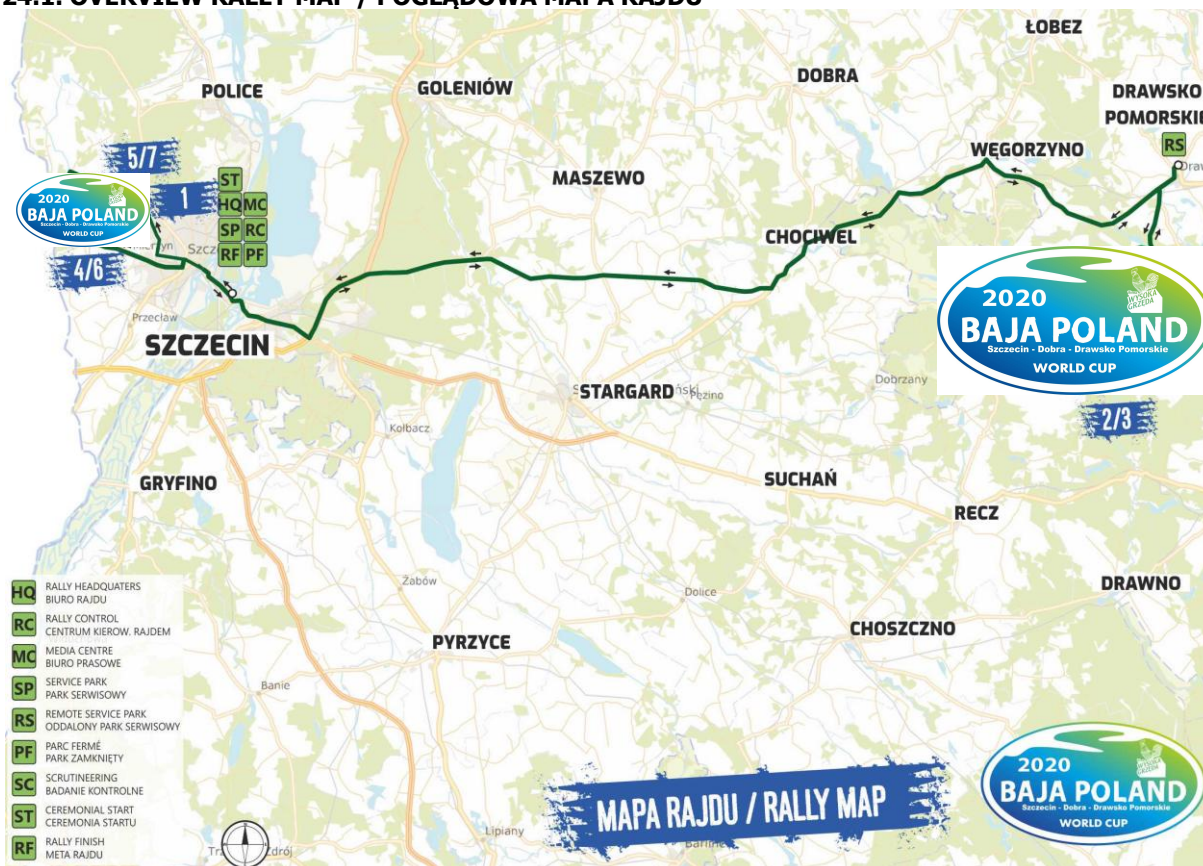 24.1. OVERVIEW RALLY MAP / POGLĄDOWA MAPA RAJDU
ŁOBEZ
POLICE
GOLENIÓW
DOBRA
DRAWSKO
POMORSKIE
RS
WĘGORZYNO
MASZEWO
5/7
1
ST
HQ MC
SP RC
RF PF
2020
BAJA POLAND
Szczecin - Dobra - Drawsko Pomorskie
WORLD CUP
CHOCIWEL
4/6
Przecław
SZCZECIN
2020
WYSOKA
GRZĘDA
BAJA POLAND
Szczecin - Dobra - Drawsko Pomorskie
WORLD CUP
STARGARD
Pęzino
Dobrzany
2/3
Kołbacz
GRYFINO
SUCHAŃ
RECZ
Żabów
Dolice
DRAWNO
PYRZYCE
CHOSZCZNO
Banie
HQ RALLY HEADQUATERS
BIURO RAJDU
RC RALLY CONTROL
CENTRUM KIEROW. RAJDEM
MC MEDIA CENTRE
BIURO PRASOWE
SP SERVICE PARK
PARK SERWISOWY
RS REMOTE SERVICE PARK
ODDALONY PARK SERWISOWY
PF PARC FERMÉ
PARK ZAMKNIĘTY
SC SCRUTINEERING
BADANIE KONTROLNE
ST CEREMONIAL START
CEREMONIA STARTU
RF RALLY FINISH
META RAJDU
MAPA RAJDU / RALLY MAP
Lipiany
2020
BAJA POLAND
Szczecin - Dobra - Drawsko Pomorskie
WORLD CUP